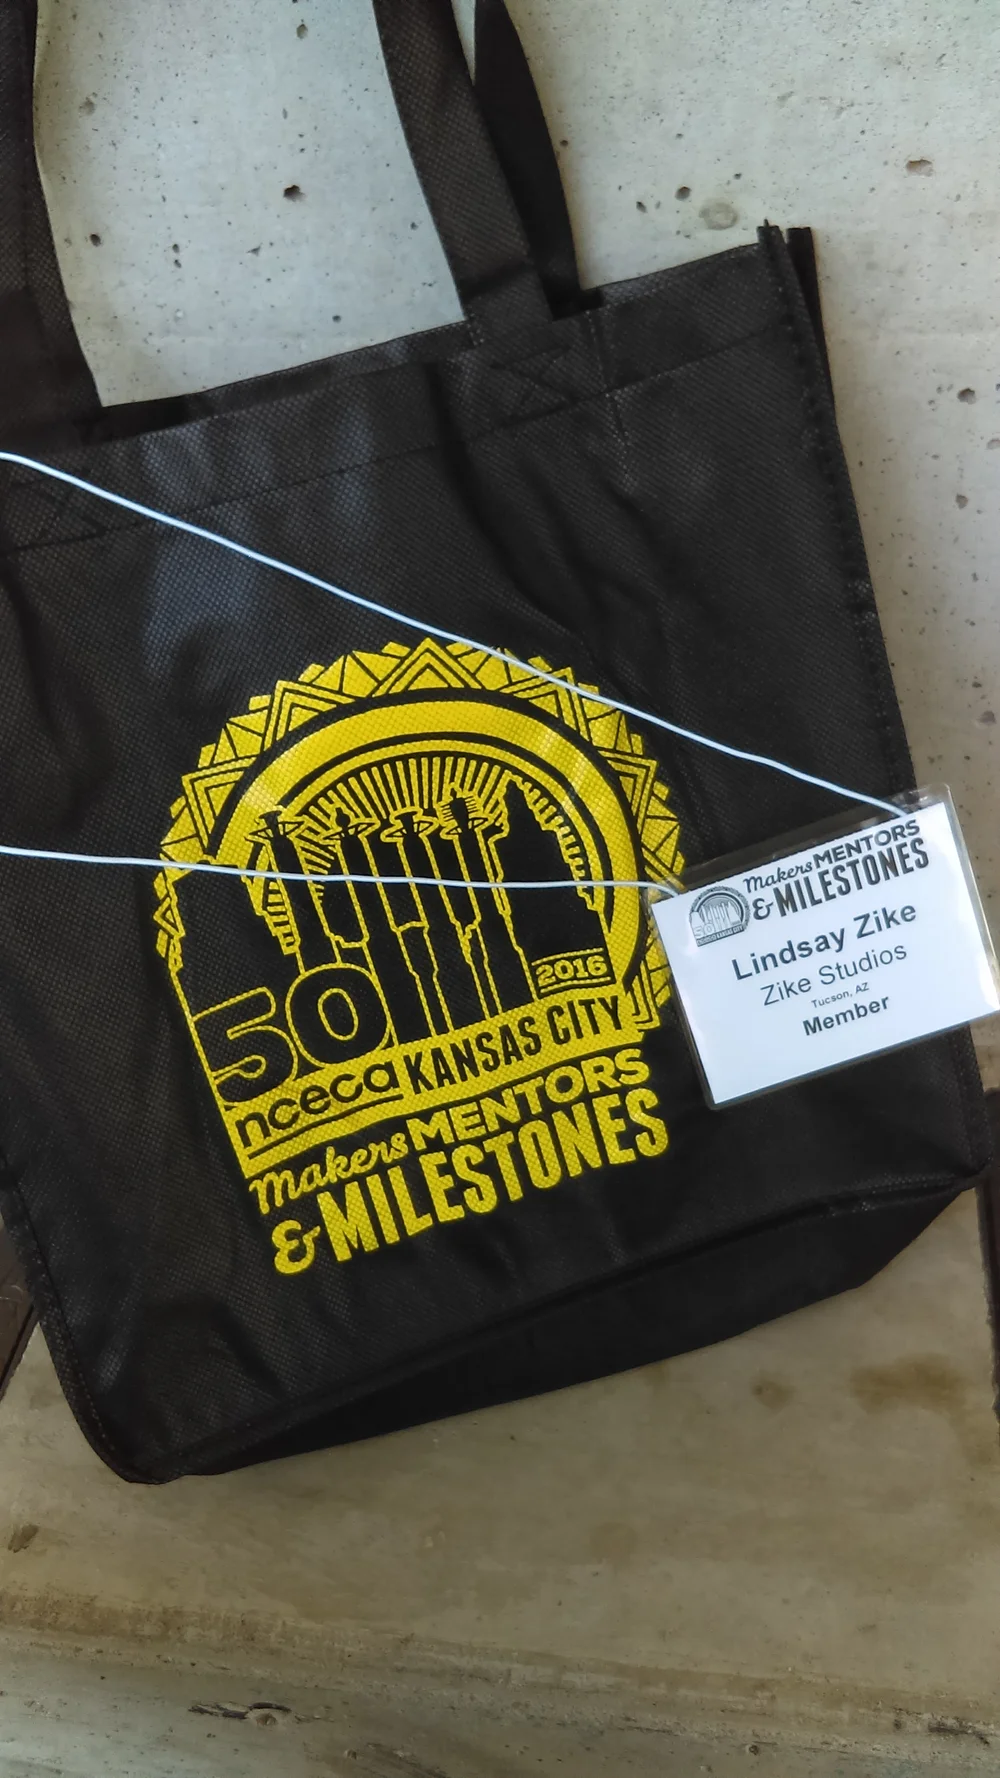 50
2016
nceca KANSAS CITY
Makers MENTORS
& MILESTONES
Makers MENTORS
& MILESTONES
Lindsay Zike
Zike Studios
Tucson, AZ
Member